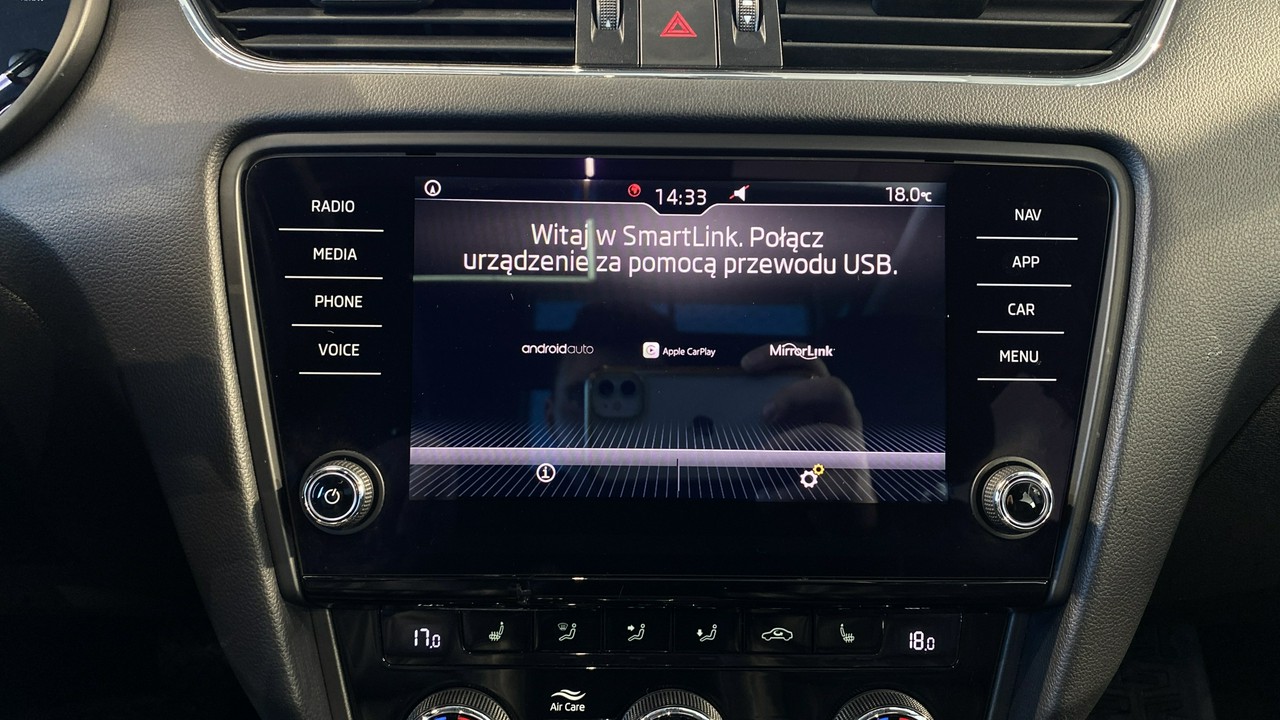 14:33
18.0°C
Witaj w SmartLink. Połącz
urządzenie za pomocą przewodu USB.
androidauto
Apple CarPlay
MirrorLink
RADIO
MEDIA
PHONE
VOICE
NAV
APP
CAR
MENU
17.0
18.0
Air Care